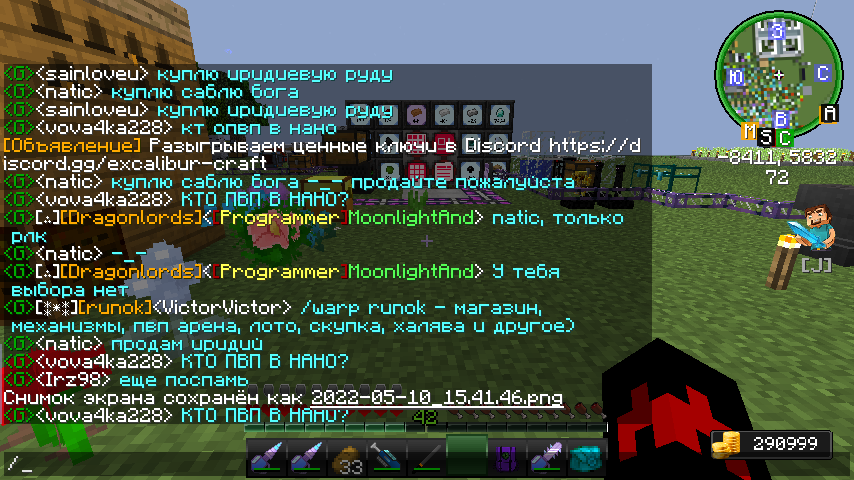 <G><sainloveu> куплю иридиевую руду
<G><natic> куплю саблю бога
<G><sainloveu> куплю иридиевую руду
<G><vova4ka228> кт опвп в нано
[Объявление] Разыгрываем ценные ключи в Discord https://d
iscord.gg/excalibur-craft
<G><natic> куплю саблю бога -_- продайте пожалуйста
<G><vova4ka228> КТО ПВП В НАНО?
<G>[∴][Dragonlords]<[Programmer]MoonlightAnd> natic, только
рлк
<G><natic> -_-
<G>[∴][Dragonlords]<[Programmer]MoonlightAnd> У тебя
выбора нет
<G>[⁑*⁑][runok]<VictorVictor> /warp runok - магазин,
механизмы, пвп арена, лото, скупка, халява и другое)
<G><natic> продам иридий
<G><vova4ka228> КТО ПВП В НАНО?
<G><Irz98> еще поспамь
Снимок экрана сохранён как 2022-05-10_15.41.46.png
<G><vova4ka228> КТО ПВП В НАНО?
/_
3
Ю
С
В
М
S
C
A
-8411, 5832
72
[J]
42
33
290999